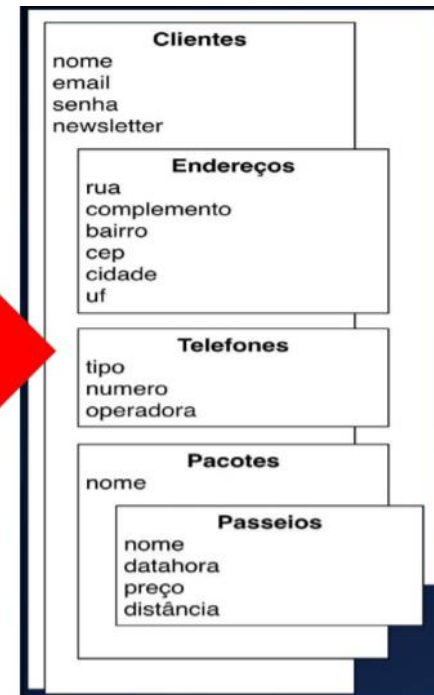 Clientes
nome
email
senha
newsletter
Endereços
rua
complemento
bairro
cep
cidade
uf
Telefones
tipo
numero
operadora
Pacotes
nome
Passeios
nome
datahora
preço
distância